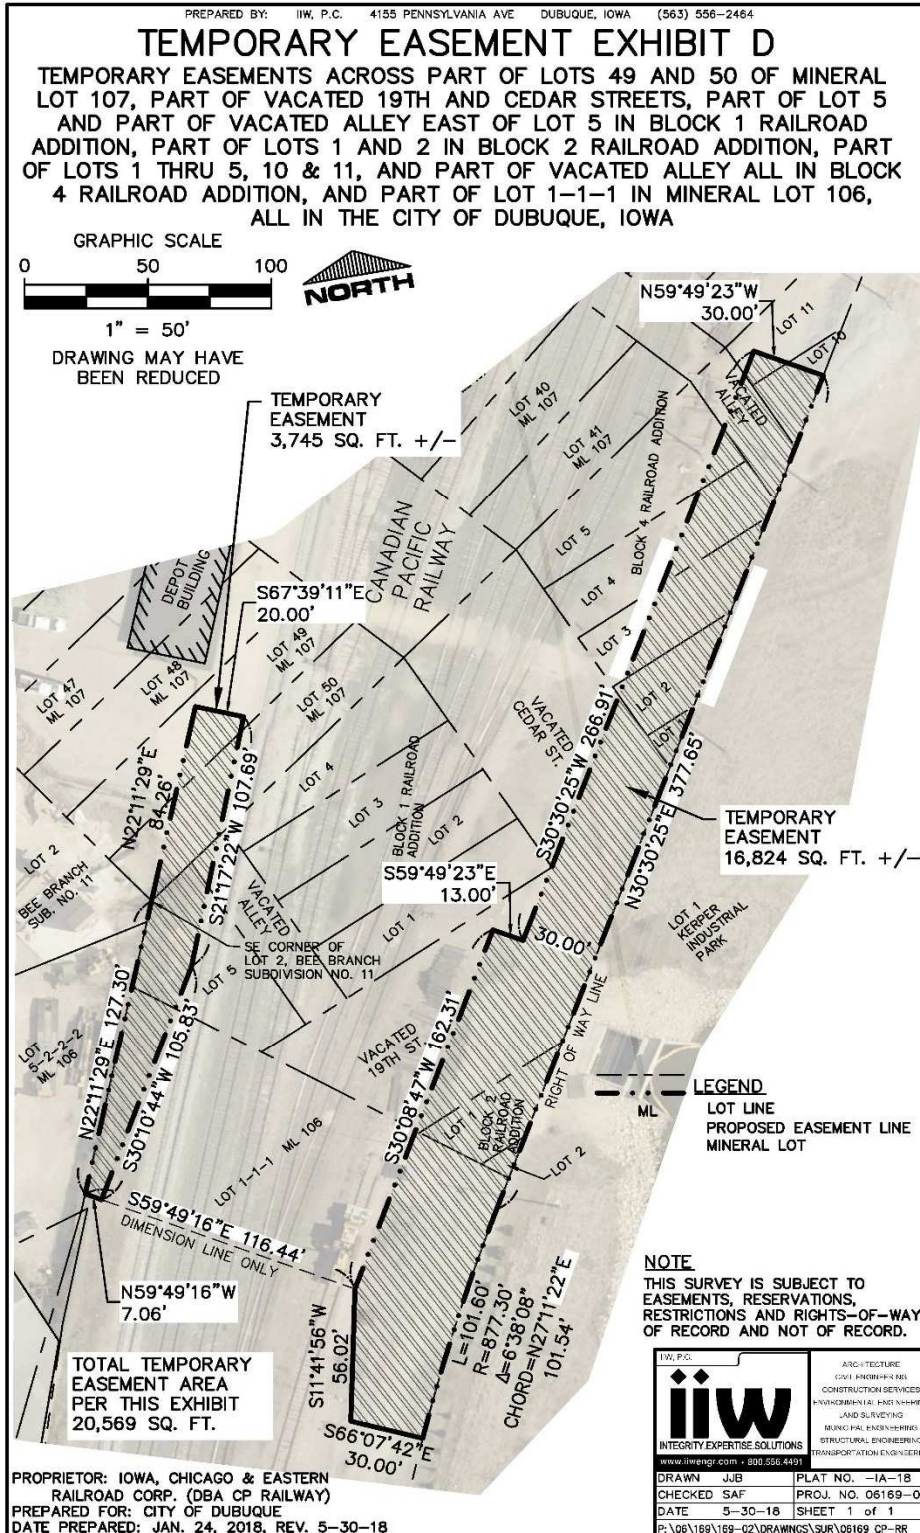 PREPARED BY: IIW, P.C. 4155 PENNSYLVANIA AVE DUBUQUE, IOWA (563) 556-2464
TEMPORARY EASEMENT EXHIBIT D
TEMPORARY EASEMENTS ACROSS PART OF LOTS 49 AND 50 OF MINERAL
LOT 107, PART OF VACATED 19TH AND CEDAR STREETS, PART OF LOT 5
AND PART OF VACATED ALLEY EAST OF LOT 5 IN BLOCK 1 RAILROAD
ADDITION, PART OF LOTS 1 AND 2 IN BLOCK 2 RAILROAD ADDITION, PART
OF LOTS 1 THRU 5, 10 & 11, AND PART OF VACATED ALLEY ALL IN BLOCK
4 RAILROAD ADDITION, AND PART OF LOT 1-1-1 IN MINERAL LOT 106,
ALL IN THE CITY OF DUBUQUE, IOWA
GRAPHIC SCALE
0 50 100
1" = 50'
DRAWING MAY HAVE
BEEN REDUCED
NORTH
N59°49'23"W
30.00'
LOT 11
LOT 10
VACATED
ALLEY
TEMPORARY
EASEMENT
3,745 SQ. FT. +/-
LOT 40
ML 107
LOT 41
ML 107
BLOCK 4 RAILROAD ADDITION
LOT 5
LOT 4
LOT 3
LOT 2
LOT 1
CANADIAN
PACIFIC
RAILWAY
DEPOT
BUILDING
S67°39'11"E
20.00'
LOT 47
ML 107
LOT 48
ML 107
LOT 49
ML 107
LOT 50
ML 107
VACATED
CEDAR ST.
S30°30'25"W 266.91'
N30°30'25"E 377.65'
N22°11'29"E
84.26'
S21°17'22"W 107.69'
LOT 4
LOT 3
BLOCK 1 RAILROAD
ADDITION
LOT 2
LOT 1
TEMPORARY
EASEMENT
16,824 SQ. FT. +/-
LOT 2
BEE BRANCH
SUB. NO. 11
VACATED
ALLEY
S59°49'23"E
13.00'
30.00'
LOT 1
KERPER
INDUSTRIAL
PARK
SE CORNER OF
LOT 2, BEE BRANCH
SUBDIVISION NO. 11
LOT 5
N22°11'29"E 127.30'
S30°10'44"W 105.83'
LOT
5-2-2-2
ML 106
VACATED
19TH ST.
S30°08'47"W 162.31'
RIGHT OF WAY LINE
LOT 1
BLOCK 2
RAILROAD
ADDITION
LOT 2
LEGEND
LOT LINE
PROPOSED EASEMENT LINE
ML MINERAL LOT
LOT 1-1-1 ML 106
S59°49'16"E 116.44'
DIMENSION LINE ONLY
N59°49'16"W
7.06'
S11°41'56"W
56.02'
L=101.60'
R=877.30'
Δ=6°38'08"
CHORD=N27°11'22"E
101.54'
S66°07'42"E
30.00'
NOTE
THIS SURVEY IS SUBJECT TO
EASEMENTS, RESERVATIONS,
RESTRICTIONS AND RIGHTS-OF-WAY
OF RECORD AND NOT OF RECORD.
TOTAL TEMPORARY
EASEMENT AREA
PER THIS EXHIBIT
20,569 SQ. FT.
IIW, P.C.
iiw
INTEGRITY.EXPERTISE.SOLUTIONS
www.iiwengr.com • 800.556.4491
ARCHITECTURE
CIVIL ENGINEERING
CONSTRUCTION SERVICES
ENVIRONMENTAL ENGINEERI
LAND SURVEYING
MUNICIPAL ENGINEERING
STRUCTURAL ENGINEERING
TRANSPORTATION ENGINEERI
DRAWN JJB PLAT NO. -IA-18
CHECKED SAF PROJ. NO. 06169-0
DATE 5-30-18 SHEET 1 of 1
P:\06\169\169-02\DRAWINGS\SUR\06169 CP-RR
PROPRIETOR: IOWA, CHICAGO & EASTERN
RAILROAD CORP. (DBA CP RAILWAY)
PREPARED FOR: CITY OF DUBUQUE
DATE PREPARED: JAN. 24, 2018, REV. 5-30-18